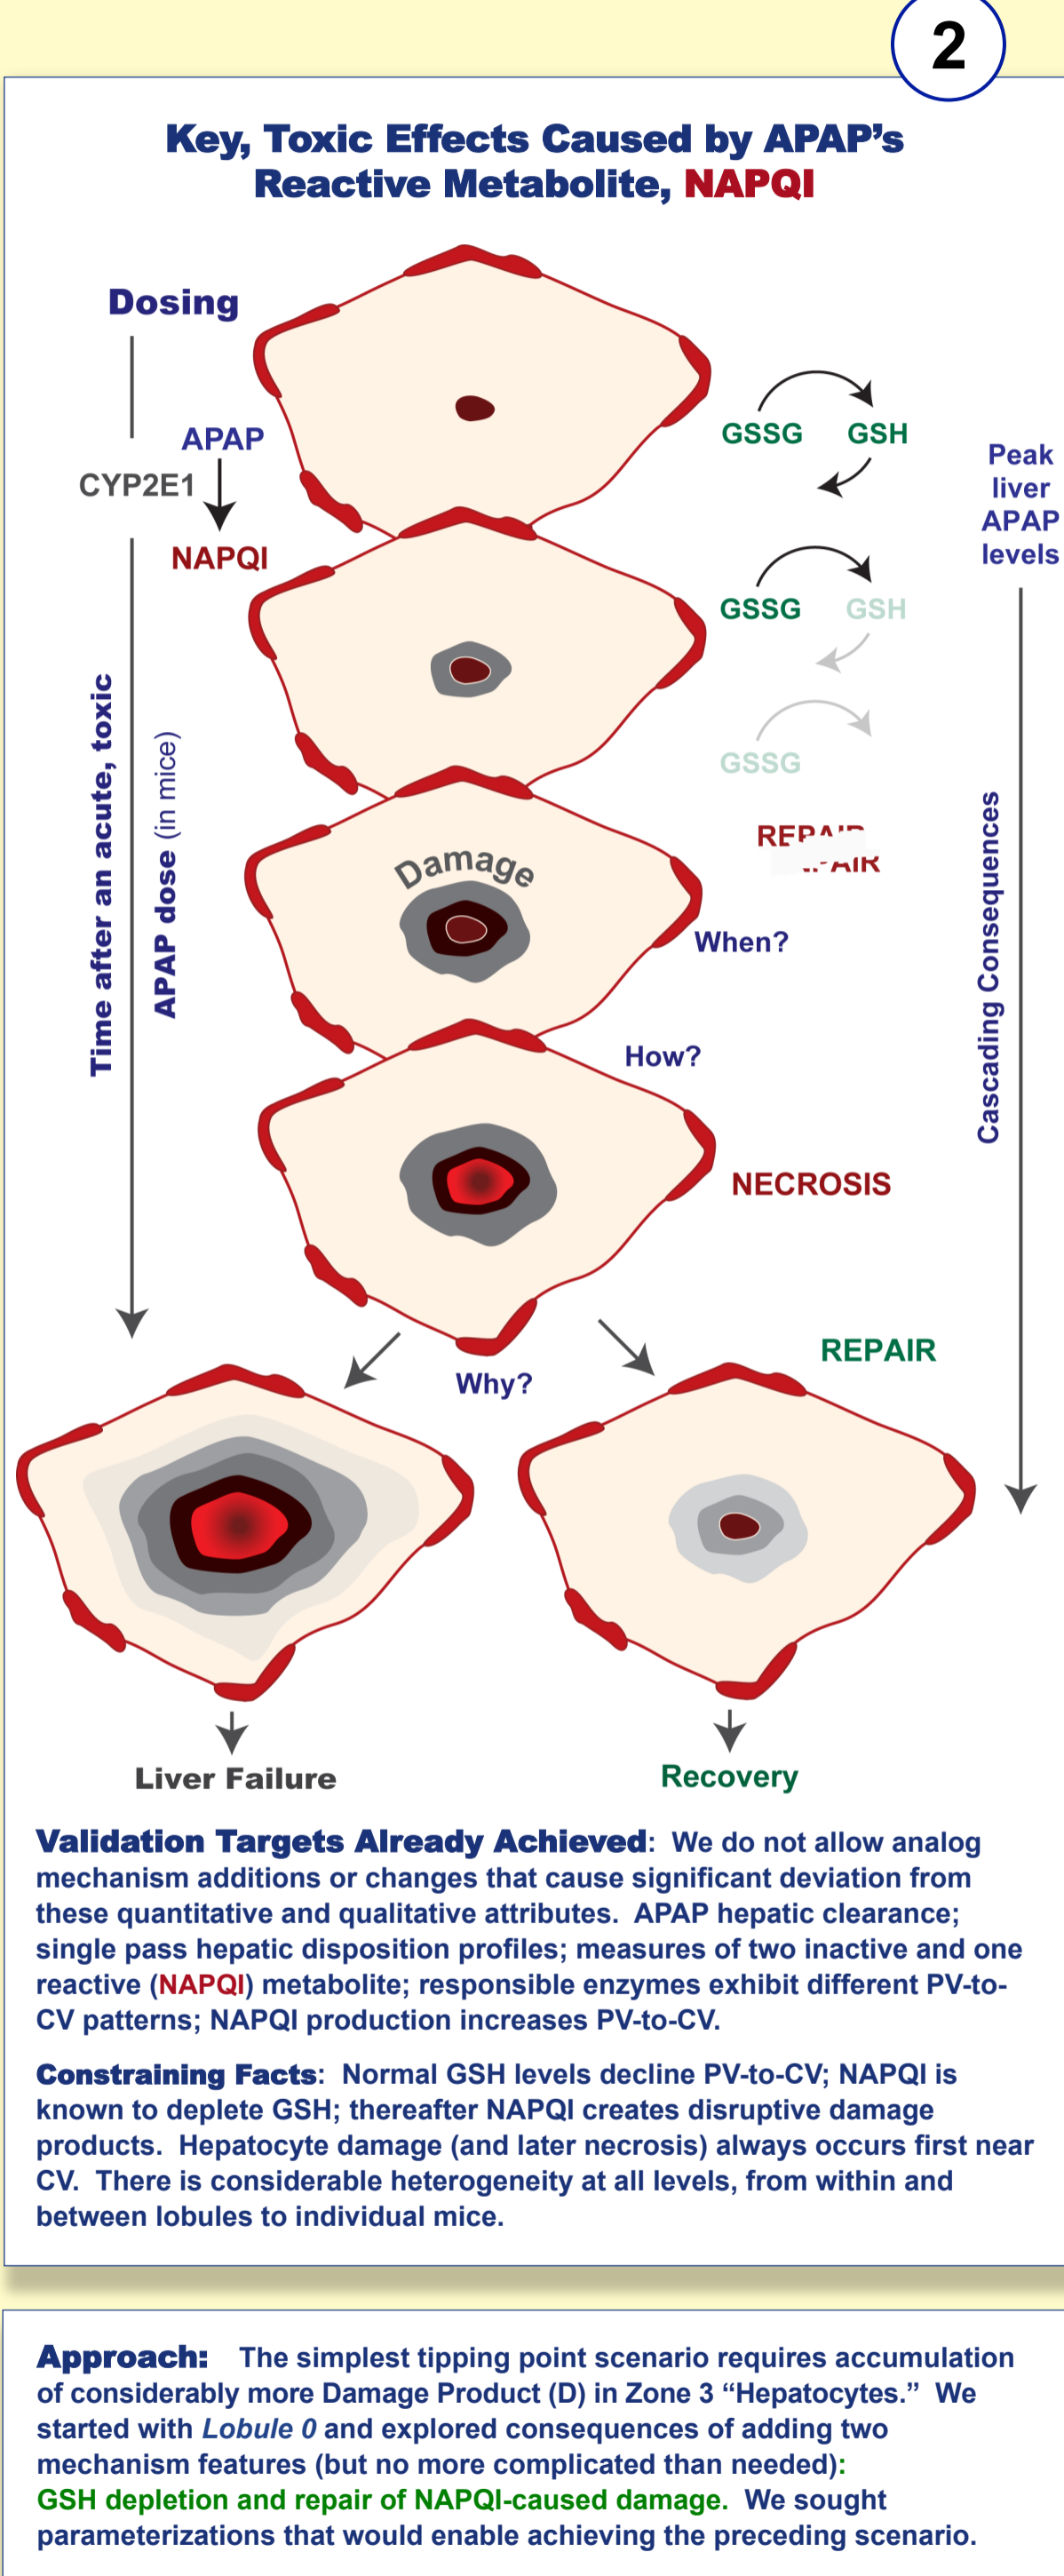 2
Key, Toxic Effects Caused by APAP’s
Reactive Metabolite, NAPQI
Dosing
APAP
CYP2E1
NAPQI
GSSG GSH
Peak
liver
APAP
levels
GSSG GSH
GSSG
Time after an acute, toxic
APAP dose (in mice)
Damage
REPAIR
When?
How?
Cascading Consequences
NECROSIS
REPAIR
Why?
Liver Failure
Recovery
Validation Targets Already Achieved: We do not allow analog
mechanism additions or changes that cause significant deviation from
these quantitative and qualitative attributes. APAP hepatic clearance;
single pass hepatic disposition profiles; measures of two inactive and one
reactive (NAPQI) metabolite; responsible enzymes exhibit different PV-to-
CV patterns; NAPQI production increases PV-to-CV.
Constraining Facts: Normal GSH levels decline PV-to-CV; NAPQI is
known to deplete GSH; thereafter NAPQI creates disruptive damage
products. Hepatocyte damage (and later necrosis) always occurs first near
CV. There is considerable heterogeneity at all levels, from within and
between lobules to individual mice.
Approach: The simplest tipping point scenario requires accumulation
of considerably more Damage Product (D) in Zone 3 “Hepatocytes.” We
started with Lobule 0 and explored consequences of adding two
mechanism features (but no more complicated than needed):
GSH depletion and repair of NAPQI-caused damage. We sought
parameterizations that would enable achieving the preceding scenario.